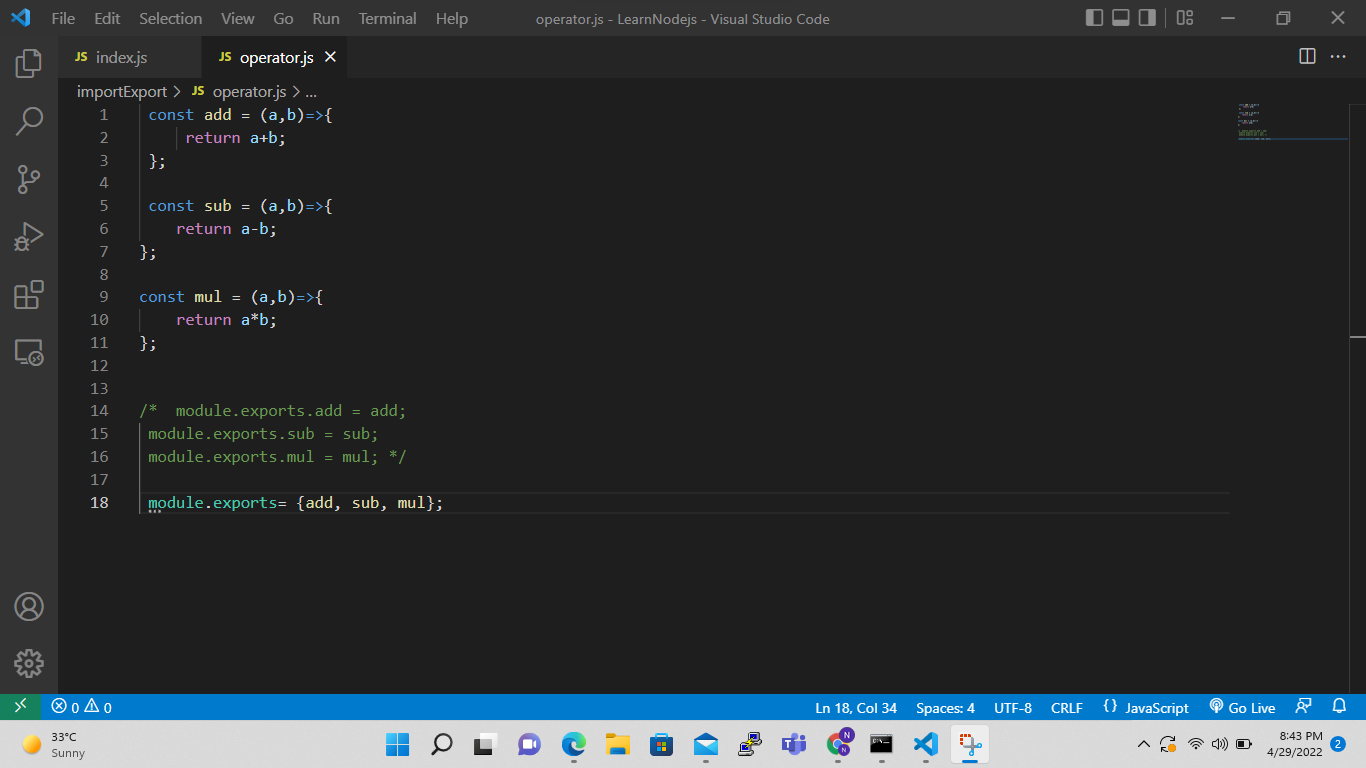 File Edit Selection View Go Run Terminal Help operator.js - LearnNodejs - Visual Studio Code
JS index.js JS operator.js
importExport > JS operator.js > ...
1 const add = (a,b)=>{
2 return a+b;
3 };
4
5 const sub = (a,b)=>{
6 return a-b;
7 };
8
9 const mul = (a,b)=>{
10 return a*b;
11 };
12
13
14 /*  module.exports.add = add;
15 module.exports.sub = sub;
16 module.exports.mul = mul; */
17
18 module.exports= {add, sub, mul};
0 0 Ln 18, Col 34 Spaces: 4 UTF-8 CRLF {} JavaScript Go Live
33°C
Sunny
N
N
8:43 PM
4/29/2022
2